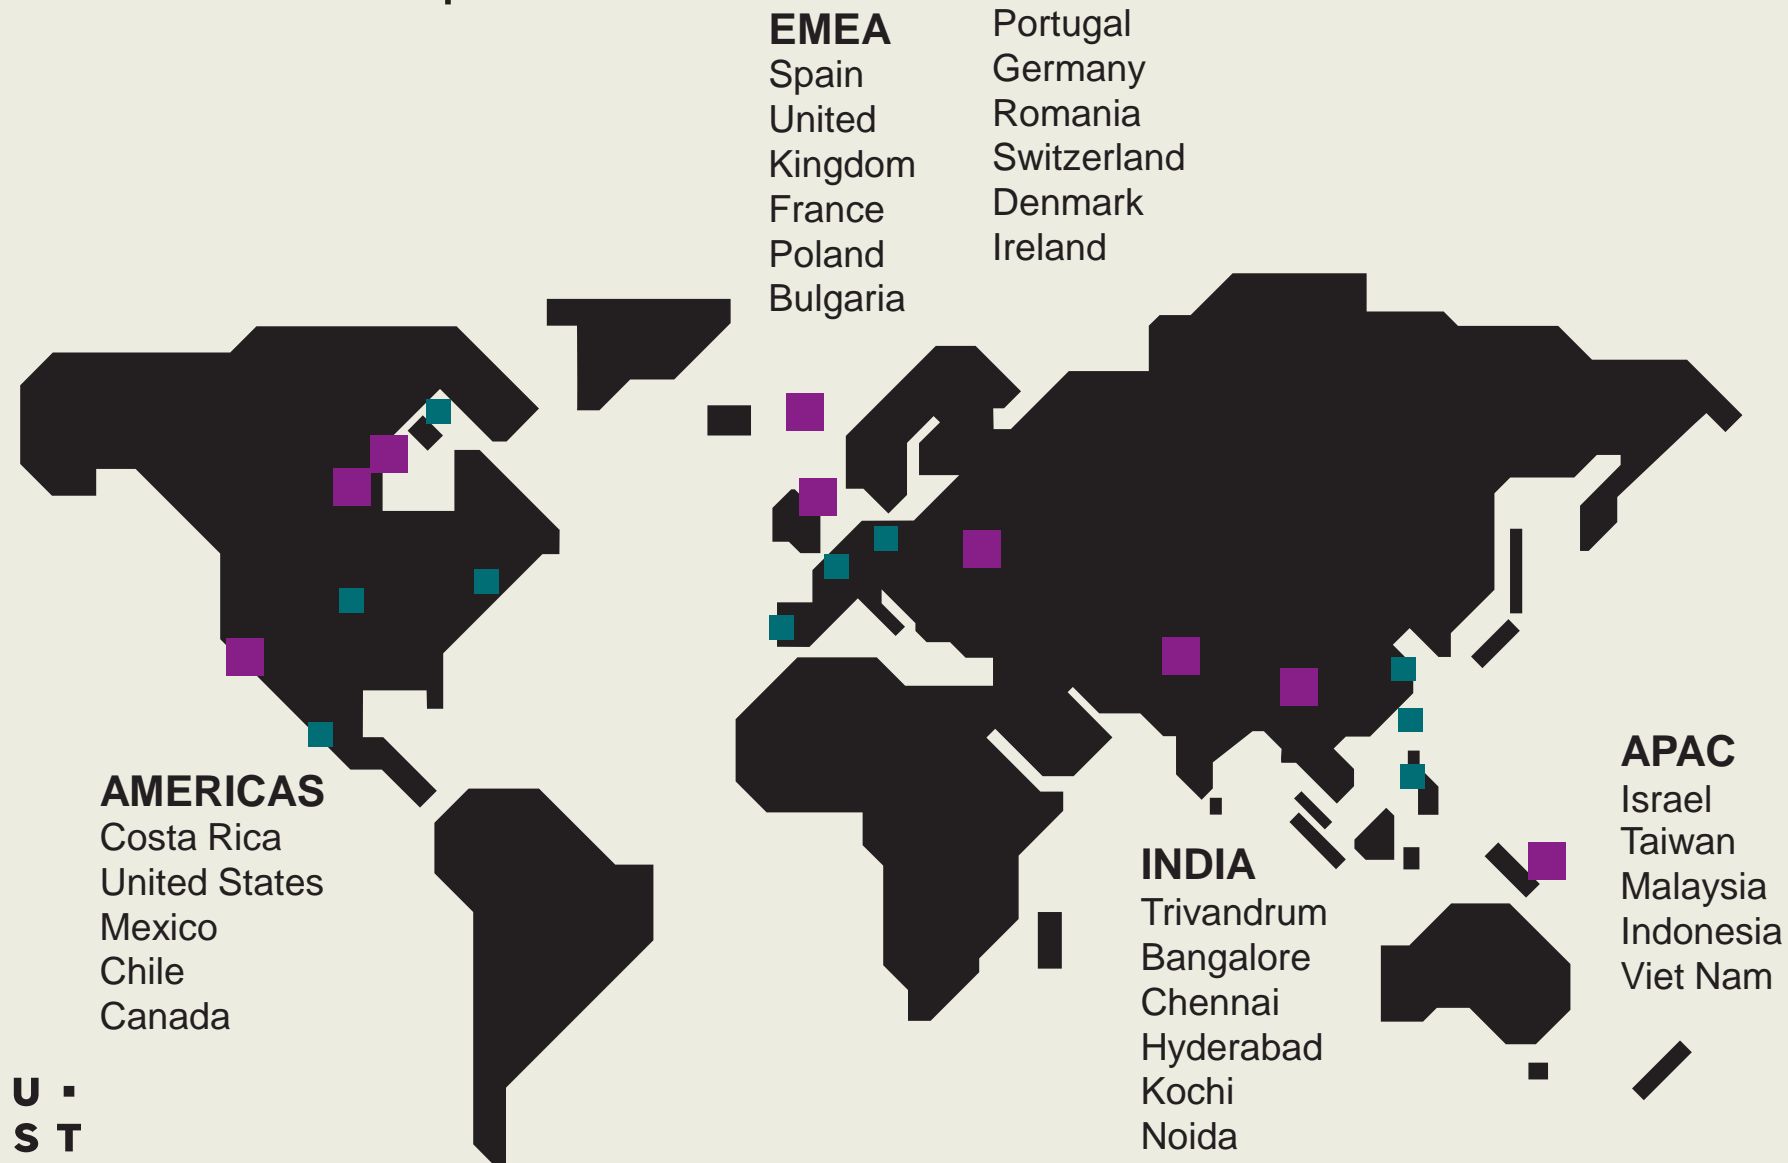 EMEA
Spain
United
Kingdom
France
Poland
Bulgaria
Portugal
Germany
Romania
Switzerland
Denmark
Ireland
AMERICAS
Costa Rica
United States
Mexico
Chile
Canada
INDIA
Trivandrum
Bangalore
Chennai
Hyderabad
Kochi
Noida
APAC
Israel
Taiwan
Malaysia
Indonesia
Viet Nam
U ·
ST